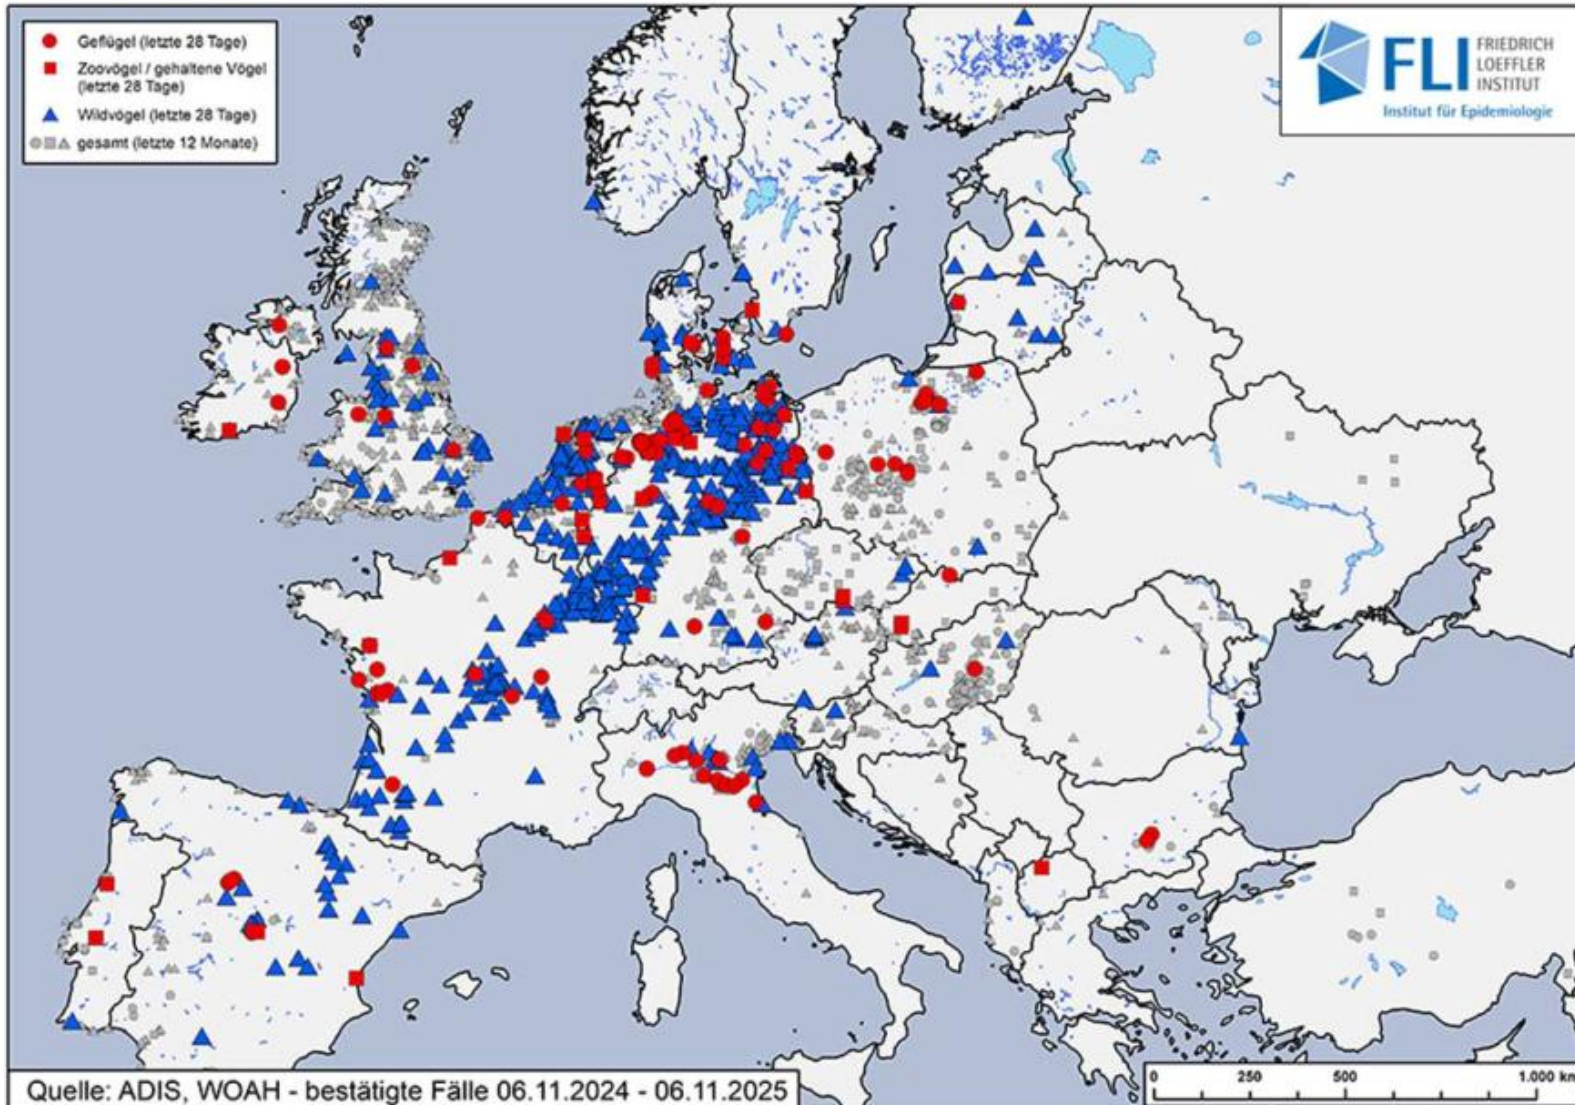 Geflügel (letzte 28 Tage)
Zoovögel / gehaltene Vögel
(letzte 28 Tage)
Wildvögel (letzte 28 Tage)
gesamt (letzte 12 Monate)
FLI
FRIEDRICH
LOEFFLER
INSTITUT
Institut für Epidemiologie
Quelle: ADIS, WOAH - bestätigte Fälle 06.11.2024 - 06.11.2025
0 250 500 1.000 km